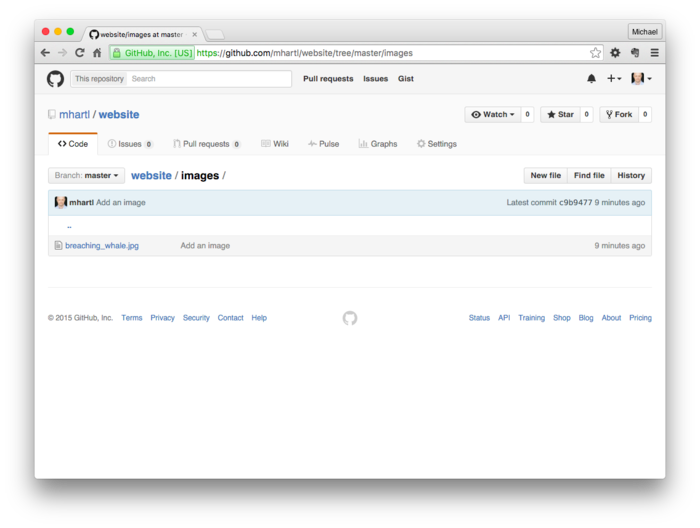 website/images at master
Michael
GitHub, Inc. [US] https://github.com/mhartl/website/tree/master/images
This repository Search Pull requests Issues Gist
mhartl / website Watch 0 Star 0 Fork 0
Code Issues 0 Pull requests 0 Wiki Pulse Graphs Settings
Branch: master website / images / New file Find file History
mhartl Add an image Latest commit c9b9477 9 minutes ago
..
breaching_whale.jpg Add an image 9 minutes ago
© 2015 GitHub, Inc. Terms Privacy Security Contact Help Status API Training Shop Blog About Pricing